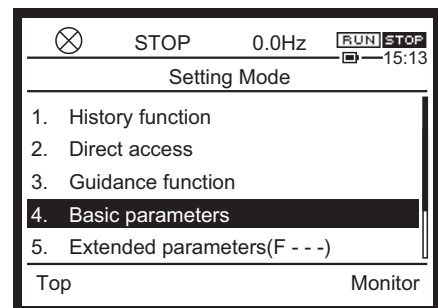 STOP 0.0Hz RUN STOP
15:13
Setting Mode
1. History function
2. Direct access
3. Guidance function
4. Basic parameters
5. Extended parameters(F - - -)
Top Monitor